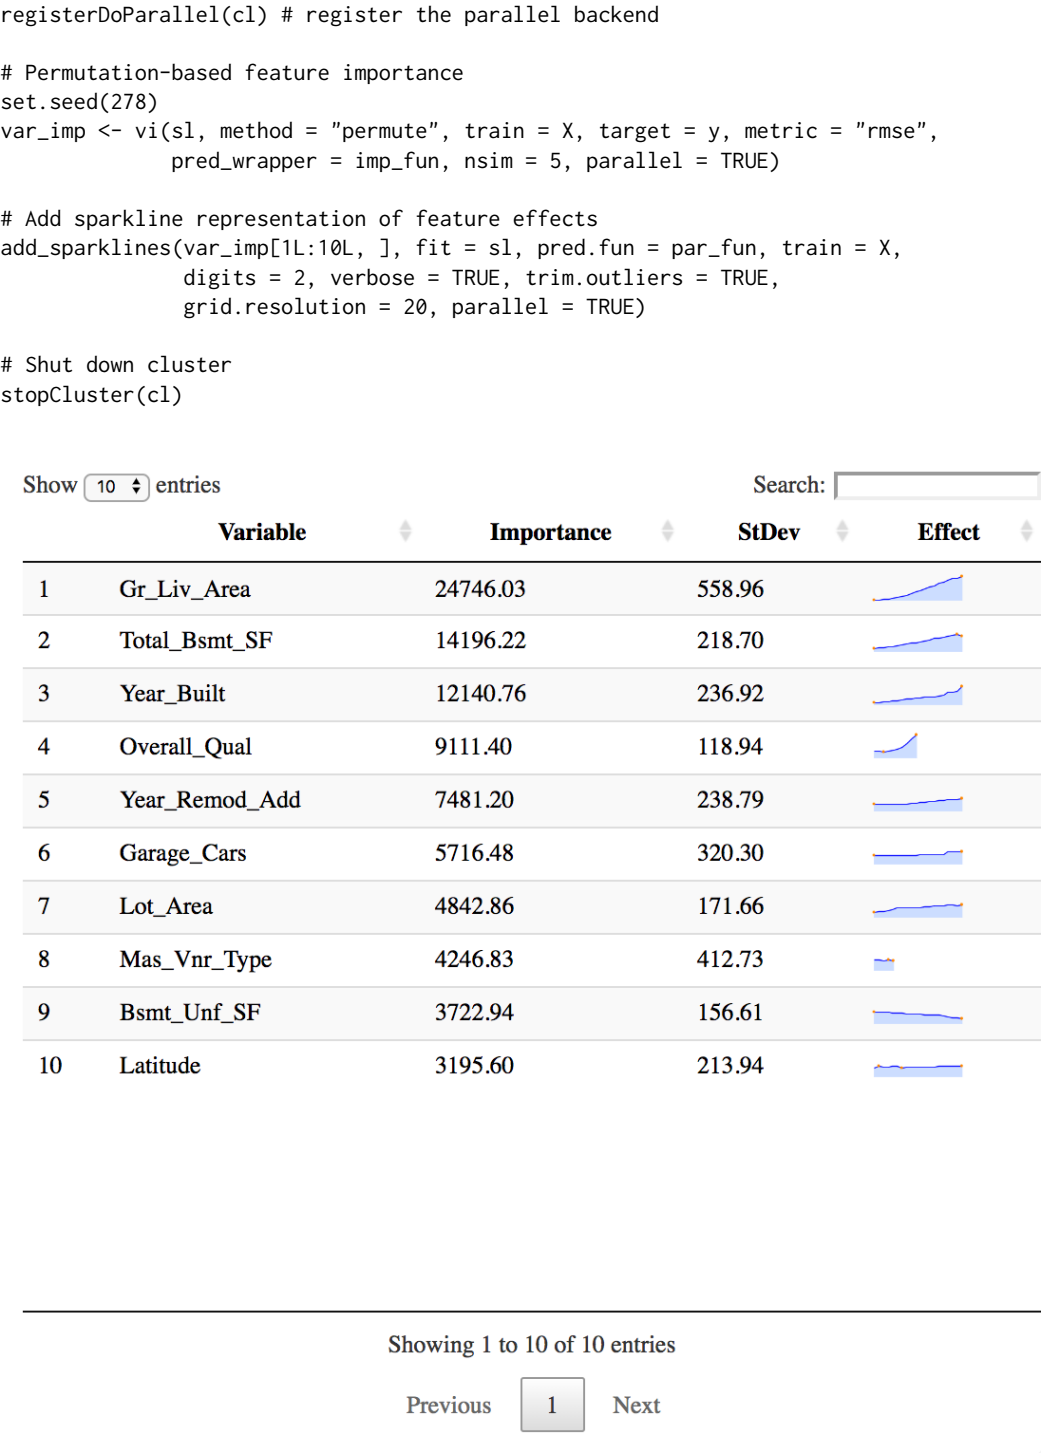 registerDoParallel(cl) # register the parallel backend
# Permutation-based feature importance
set.seed(278)
var_imp <- vi(sl, method = "permute", train = X, target = y, metric = "rmse",
pred_wrapper = imp_fun, nsim = 5, parallel = TRUE)
# Add sparkline representation of feature effects
add_sparklines(var_imp[1L:10L, ], fit = sl, pred.fun = par_fun, train = X,
digits = 2, verbose = TRUE, trim.outliers = TRUE,
grid.resolution = 20, parallel = TRUE)
# Shut down cluster
stopCluster(cl)
Show 10 entries Search:
Variable Importance StDev Effect
1 Gr_Liv_Area 24746.03 558.96
2 Total_Bsmt_SF 14196.22 218.70
3 Year_Built 12140.76 236.92
4 Overall_Qual 9111.40 118.94
5 Year_Remod_Add 7481.20 238.79
6 Garage_Cars 5716.48 320.30
7 Lot_Area 4842.86 171.66
8 Mas_Vnr_Type 4246.83 412.73
9 Bsmt_Unf_SF 3722.94 156.61
10 Latitude 3195.60 213.94
Showing 1 to 10 of 10 entries
Previous 1 Next